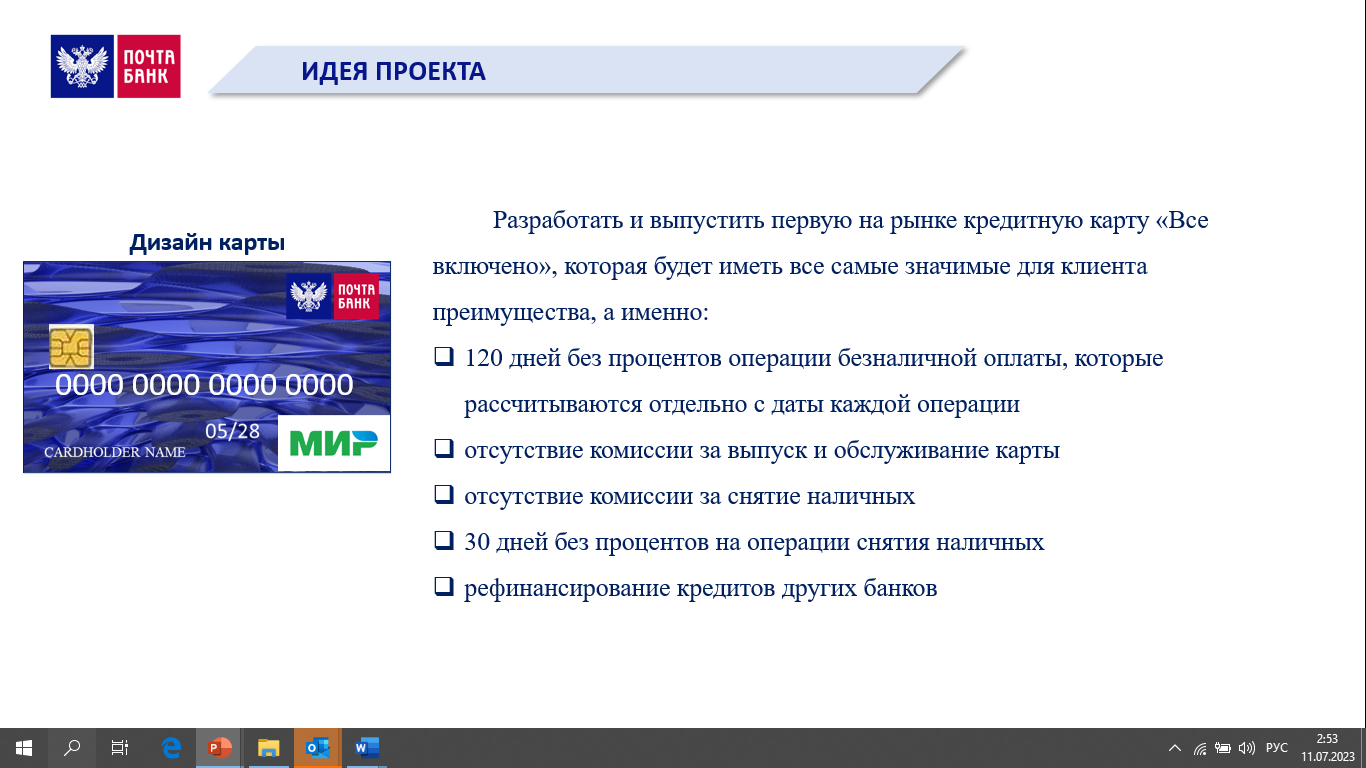 ПОЧТА
БАНК
ИДЕЯ ПРОЕКТА
Дизайн карты
ПОЧТА
БАНК
0000 0000 0000 0000
05/28
CARDHOLDER NAME
МИР
Разработать и выпустить первую на рынке кредитную карту «Все
включено», которая будет иметь все самые значимые для клиента
преимущества, а именно:
120 дней без процентов операции безналичной оплаты, которые
рассчитываются отдельно с даты каждой операции
отсутствие комиссии за выпуск и обслуживание карты
отсутствие комиссии за снятие наличных
30 дней без процентов на операции снятия наличных
рефинансирование кредитов других банков
РУС
2:53
11.07.2023